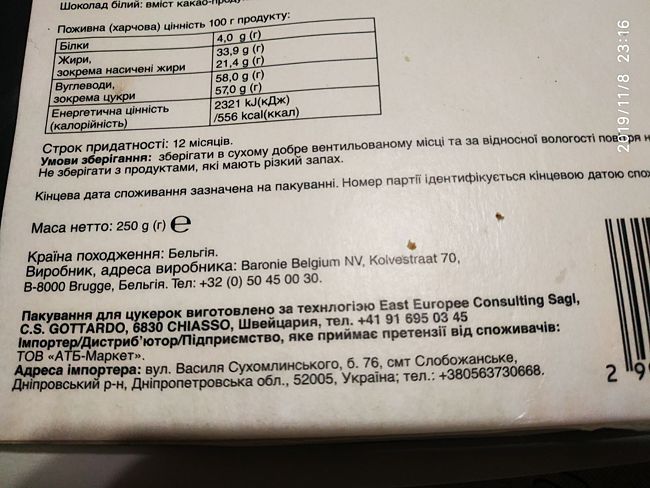 Шоколад білий: вміст какао-проду
Поживна (харчова) цінність 100 г продукту:
Білки 4,0 g (г)
Жири, 33,9 g (г)
зокрема насичені жири 21,4 g (г)
Вуглеводи, 58,0 g (г)
зокрема цукри 57,0 g (г)
Енергетична цінність 2321 kJ(кДж)
(калорійність) /556 kcal(ккал)
Строк придатності: 12 місяців.
Умови зберігання: зберігати в сухому добре вентильованому місці та за відносної вологості повітря н
Не зберігати з продуктами, які мають різкий запах.
Кінцева дата споживання зазначена на пакуванні. Номер партії ідентифікується кінцевою датою спож
Маса нетто: 250 g (г) e
Країна походження: Бельгія.
Виробник, адреса виробника: Baronie Belgium NV, Kolvestraat 70,
B-8000 Brugge, Бельгія. Тел: +32 (0) 50 45 00 30.
Пакування для цукерок виготовлено за технлогією East Europee Consulting Sagl,
C.S. GOTTARDO, 6830 CHIASSO, Швейцария, тел. +41 91 695 03 45
Імпортер/Дистриб'ютор/Підприємство, яке приймає претензії від споживачів:
ТОВ «АТБ-Маркет».
Адреса імпортера: вул. Василя Сухомлинського, б. 76, смт Слобожанське,
Дніпровський р-н, Дніпропетровська обл., 52005, Україна; тел.: +380563730668.
2 9
2019/11/8 23:16